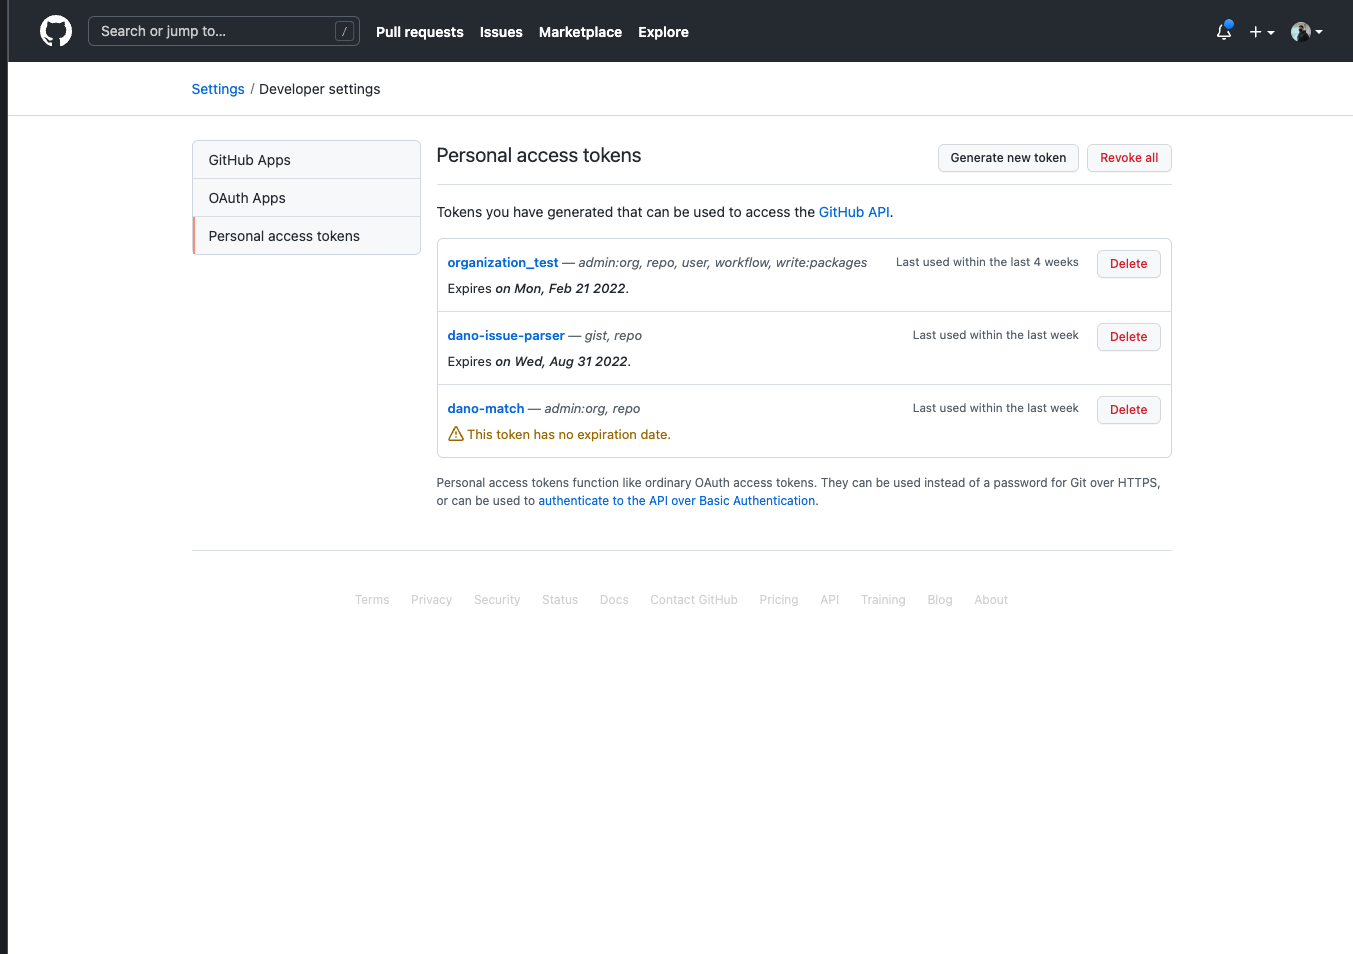 Search or jump to... /
Pull requests
Issues
Marketplace
Explore
Settings / Developer settings
GitHub Apps
OAuth Apps
Personal access tokens
Personal access tokens
Generate new token
Revoke all
Tokens you have generated that can be used to access the GitHub API.
organization_test — admin:org, repo, user, workflow, write:packages
Last used within the last 4 weeks
Delete
Expires on Mon, Feb 21 2022.
dano-issue-parser — gist, repo
Last used within the last week
Delete
Expires on Wed, Aug 31 2022.
dano-match — admin:org, repo
Last used within the last week
Delete
This token has no expiration date.
Personal access tokens function like ordinary OAuth access tokens. They can be used instead of a password for Git over HTTPS,
or can be used to authenticate to the API over Basic Authentication.
Terms
Privacy
Security
Status
Docs
Contact GitHub
Pricing
API
Training
Blog
About